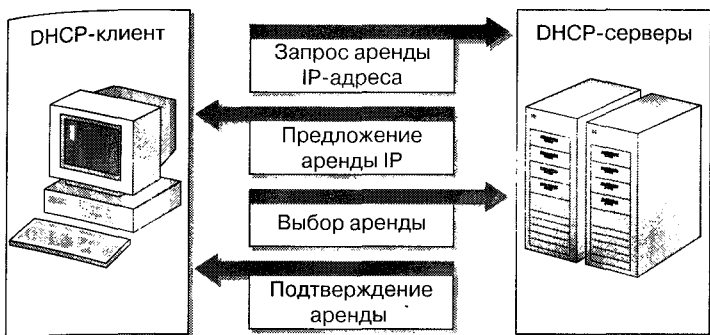 DHCP-клиент
DHCP-серверы
Запрос аренды
IP-адреса
Предложение
аренды IP
Выбор аренды
Подтверждение
аренды